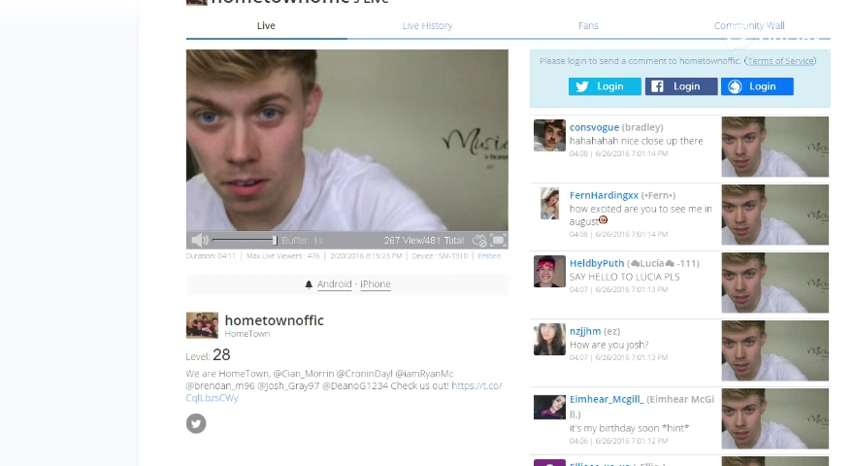 hometownoffic's Live
Live
Live History
Fans
Community Wall
Music
Buffer 1s
267 View/481 Total
Duration: 04:11 | Max Live Viewers : 476 | 2/20/2016 8:15:23 PM | Device : SM-T310 | Embed
Android - iPhone
hometownoffic
HomeTown
Level: 28
We are HomeTown, @Cian_Morrin @CroninDayl @iamRyanMc
@brendan_m96 @Josh_Gray97 @DeanoG1234 Check us out! https://t.co/
CqlLbzsCWy
Please login to send a comment to hometownoffic. (Terms of Service)
Login
Login
Login
consvogue (bradley)
hahahahah nice close up there
04:08 | 6/26/2016 7:01:14 PM
FernHardingxx (•Fern•)
how excited are you to see me in
august
04:08 | 6/26/2016 7:01:14 PM
HeldbyPuth (Lucía -111)
SAY HELLO TO LUCIA PLS
04:07 | 6/26/2016 7:01:13 PM
nzjjhm (ez)
How are you josh?
04:07 | 6/26/2016 7:01:13 PM
Eimhear_Mcgill_ (Eimhear McGi
ll.)
it's my birthday soon *hint*
04:06 | 6/26/2016 7:01:12 PM